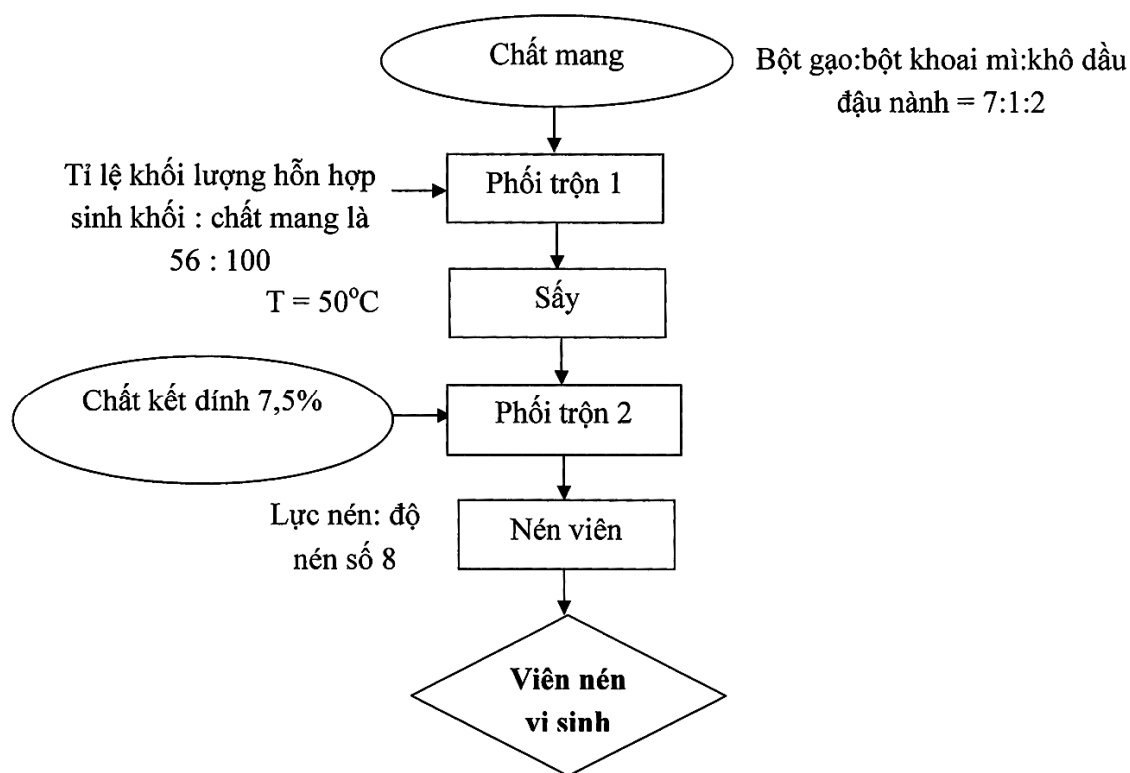 Chất mang
Bột gạo:bột khoai mì:khô dầu
đậu nành = 7:1:2
Tỉ lệ khối lượng hỗn hợp
sinh khối : chất mang là
56 : 100
Phối trộn 1
T = 50°C
Sấy
Chất kết dính 7,5%
Phối trộn 2
Lực nén: độ
nén số 8
Nén viên
Viên nén
vi sinh